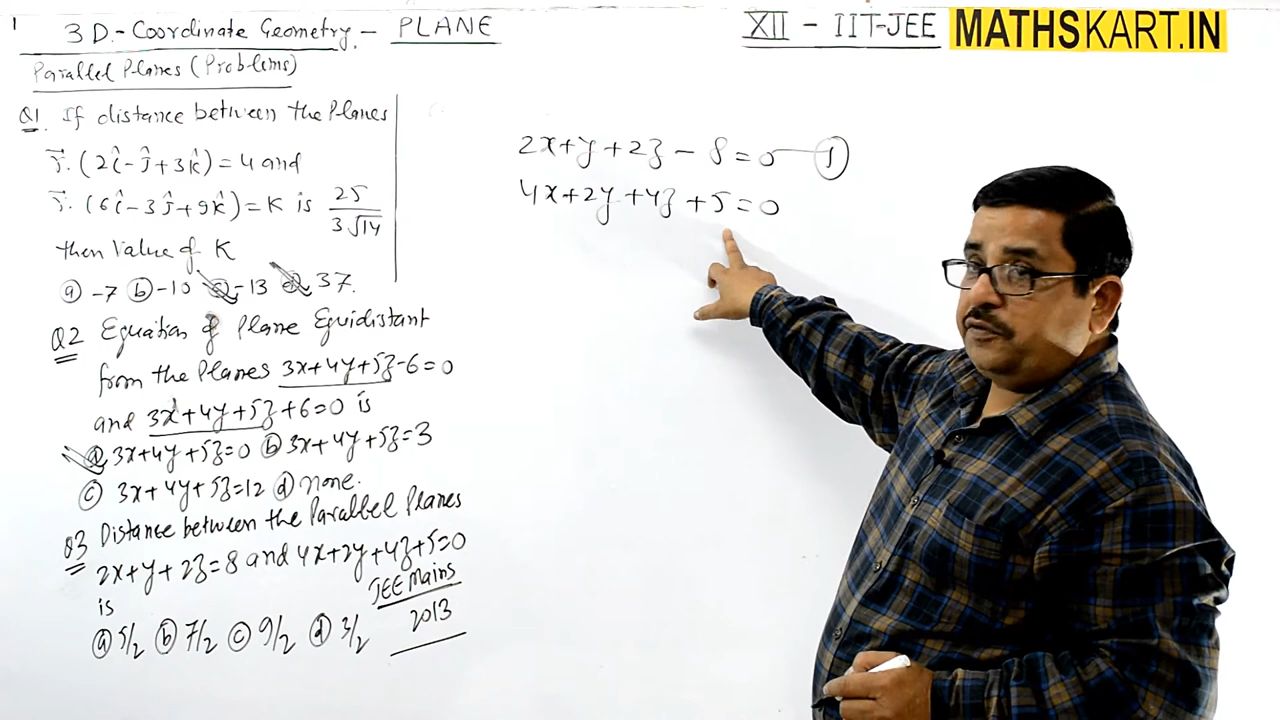 1
3D.-Coordinate Geometry.- PLANE
XII - IIT-JEE MATHSKART.IN
Parallel Planes (Problems)
Q1. If distance between the Planes
r⃗.(2î-ĵ+3k̂)=4 and
r⃗.(6î-3ĵ+9k̂)=K is 25/3√14
then value of K
ⓐ -7 ⓑ -10 ⓒ -13 ⓓ 37.
Q2 Equation of Plane Equidistant
from the Planes 3x+4y+5z-6=0
and 3x+4y+5z+6=0 is
ⓐ 3x+4y+5z=0 ⓑ 3x+4y+5z=3
ⓒ 3x+4y+5z=12 ⓓ none.
Q3 Distance between the Parallel Planes
2x+y+2z=8 and 4x+2y+4z+5=0
is
JEE Mains
2013
ⓐ 5/2 ⓑ 7/2 ⓒ 9/2 ⓓ 3/2
2x+y+2z-8=0 — ①
4x+2y+4z+5=0